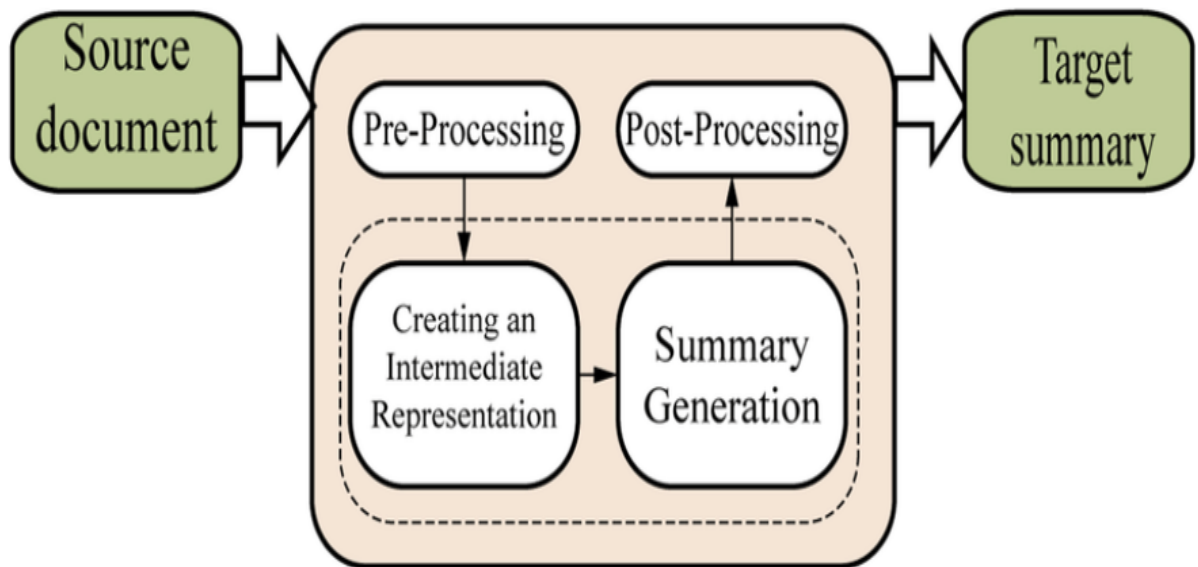 Source
document
Pre-Processing
Creating an
Intermediate
Representation
Summary
Generation
Post-Processing
Target
summary